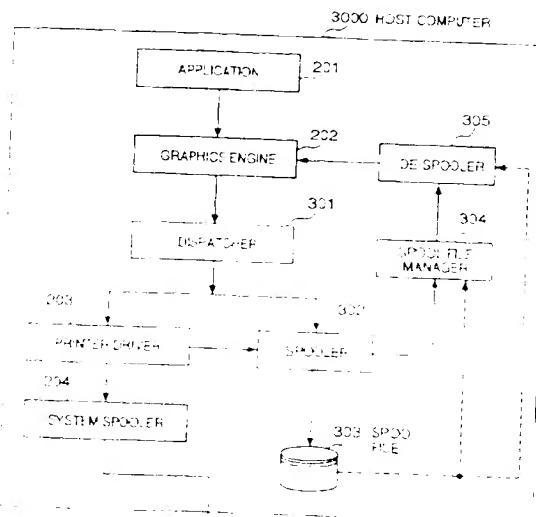 3000 HOST COMPUTER
APPLICATION
201
305
202
GRAPHICS ENGINE
DE SPOOLER
301
304
DISPATCHER
SPOOL FILE
MANAGER
203
302
PRINTER DRIVER
SPOOLER
204
SYSTEM SPOOLER
303 SPOO
FILE